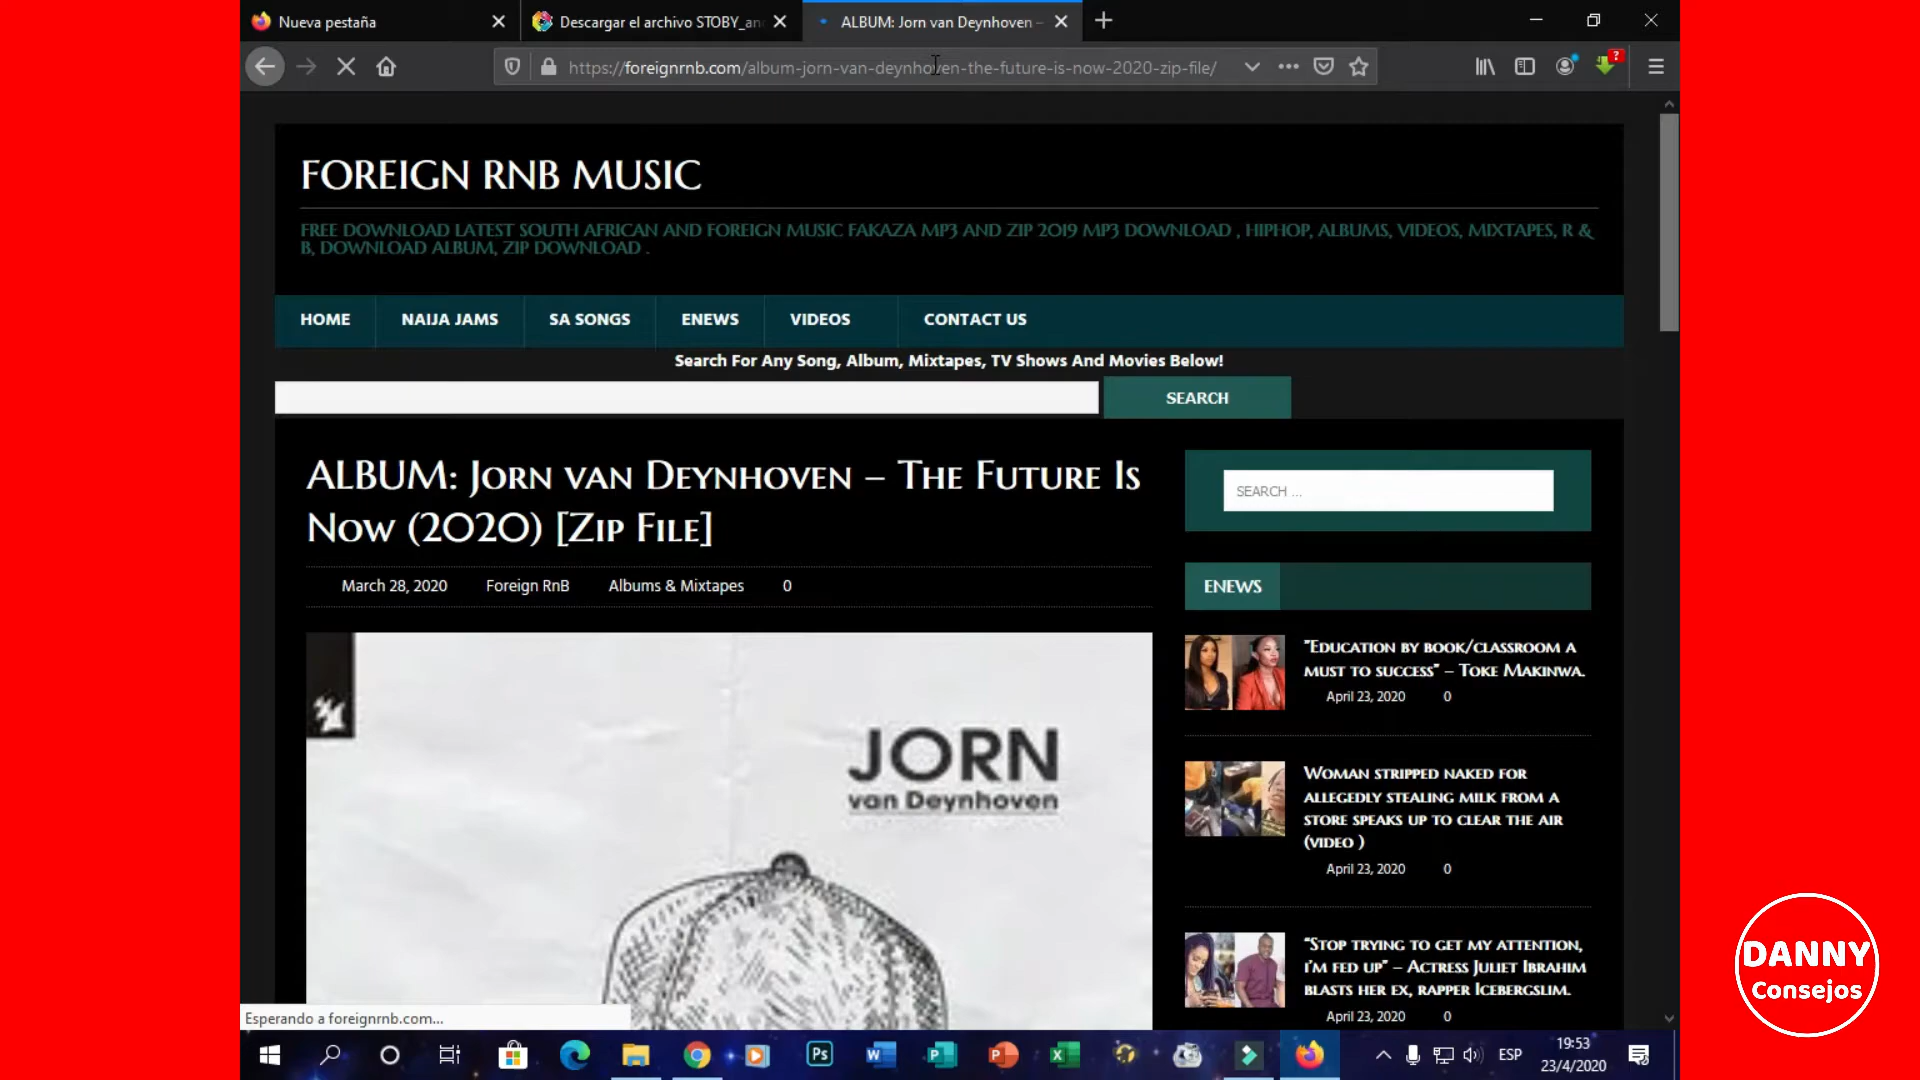 Nueva pestaña
Descargar el archivo STOBY_an
ALBUM: Jorn van Deynhoven –
https://foreignrnb.com/album-jorn-van-deynhoven-the-future-is-now-2020-zip-file/
FOREIGN RNB MUSIC
FREE DOWNLOAD LATEST SOUTH AFRICAN AND FOREIGN MUSIC FAKAZA MP3 AND ZIP 2019 MP3 DOWNLOAD , HIPHOP, ALBUMS, VIDEOS, MIXTAPES, R &
B, DOWNLOAD ALBUM, ZIP DOWNLOAD .
HOME NAIJA JAMS SA SONGS ENEWS VIDEOS CONTACT US
Search For Any Song, Album, Mixtapes, TV Shows And Movies Below!
SEARCH
ALBUM: Jorn van Deynhoven – The Future Is
Now (2020) [Zip File]
March 28, 2020 Foreign RnB Albums & Mixtapes 0
JORN
van Deynhoven
SEARCH ...
ENEWS
"Education by book/classroom a
must to success" – Toke Makinwa.
April 23, 2020 0
Woman stripped naked for
allegedly stealing milk from a
store speaks up to clear the air
(video )
April 23, 2020 0
"Stop trying to get my attention,
I'm fed up" – Actress Juliet Ibrahim
blasts her ex, rapper Icebergslim.
April 23, 2020 0
Esperando a foreignrnb.com...
ESP
19:53
23/4/2020
DANNY
Consejos